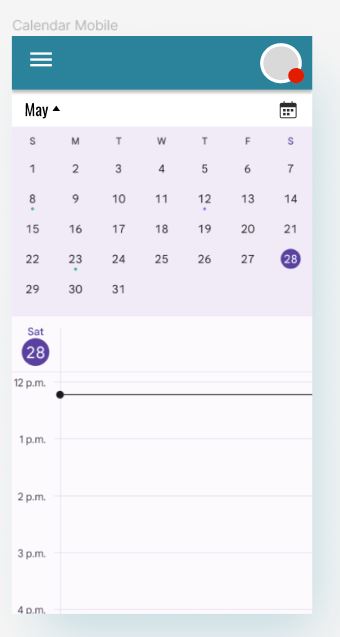 Calendar Mobile
May
S M T W T F S
1 2 3 4 5 6 7
8 9 10 11 12 13 14
15 16 17 18 19 20 21
22 23 24 25 26 27 28
29 30 31
Sat
28
12 p.m.
1 p.m.
2 p.m.
3 p.m.
4 p.m.